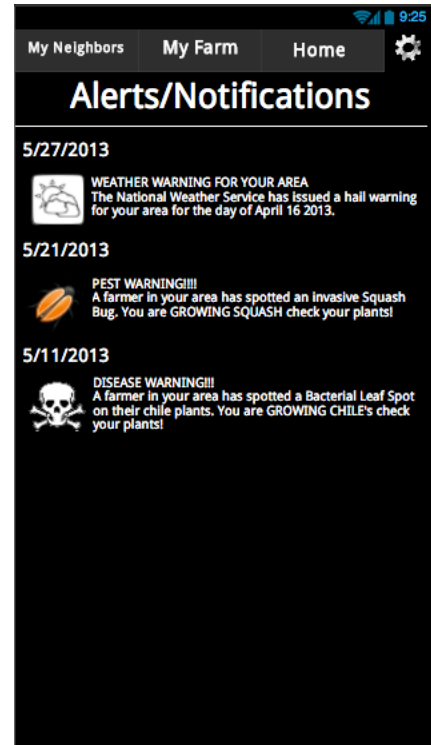 9:25
My Neighbors My Farm Home
Alerts/Notifications
5/27/2013
WEATHER WARNING FOR YOUR AREA
The National Weather Service has issued a hail warning
for your area for the day of April 16 2013.
5/21/2013
PEST WARNING!!!!
A farmer in your area has spotted an invasive Squash
Bug. You are GROWING SQUASH check your plants!
5/11/2013
DISEASE WARNING!!!
A farmer in your area has spotted a Bacterial Leaf Spot
on their chile plants. You are GROWING CHILE's check
your plants!